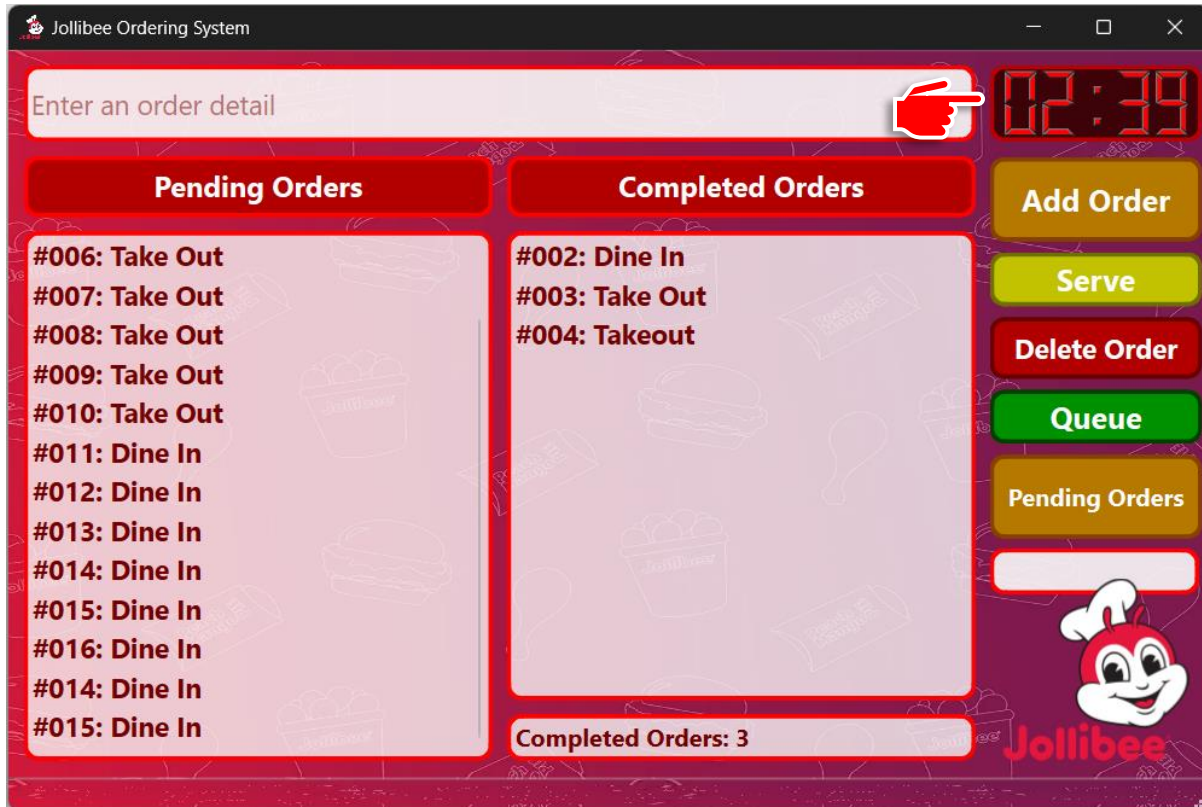 Jollibee Ordering System
Enter an order detail
02:39
Pending Orders
Completed Orders
#006: Take Out
#007: Take Out
#008: Take Out
#009: Take Out
#010: Take Out
#011: Dine In
#012: Dine In
#013: Dine In
#014: Dine In
#015: Dine In
#016: Dine In
#014: Dine In
#015: Dine In
#002: Dine In
#003: Take Out
#004: Takeout
Completed Orders: 3
Add Order
Serve
Delete Order
Queue
Pending Orders
Jollibee